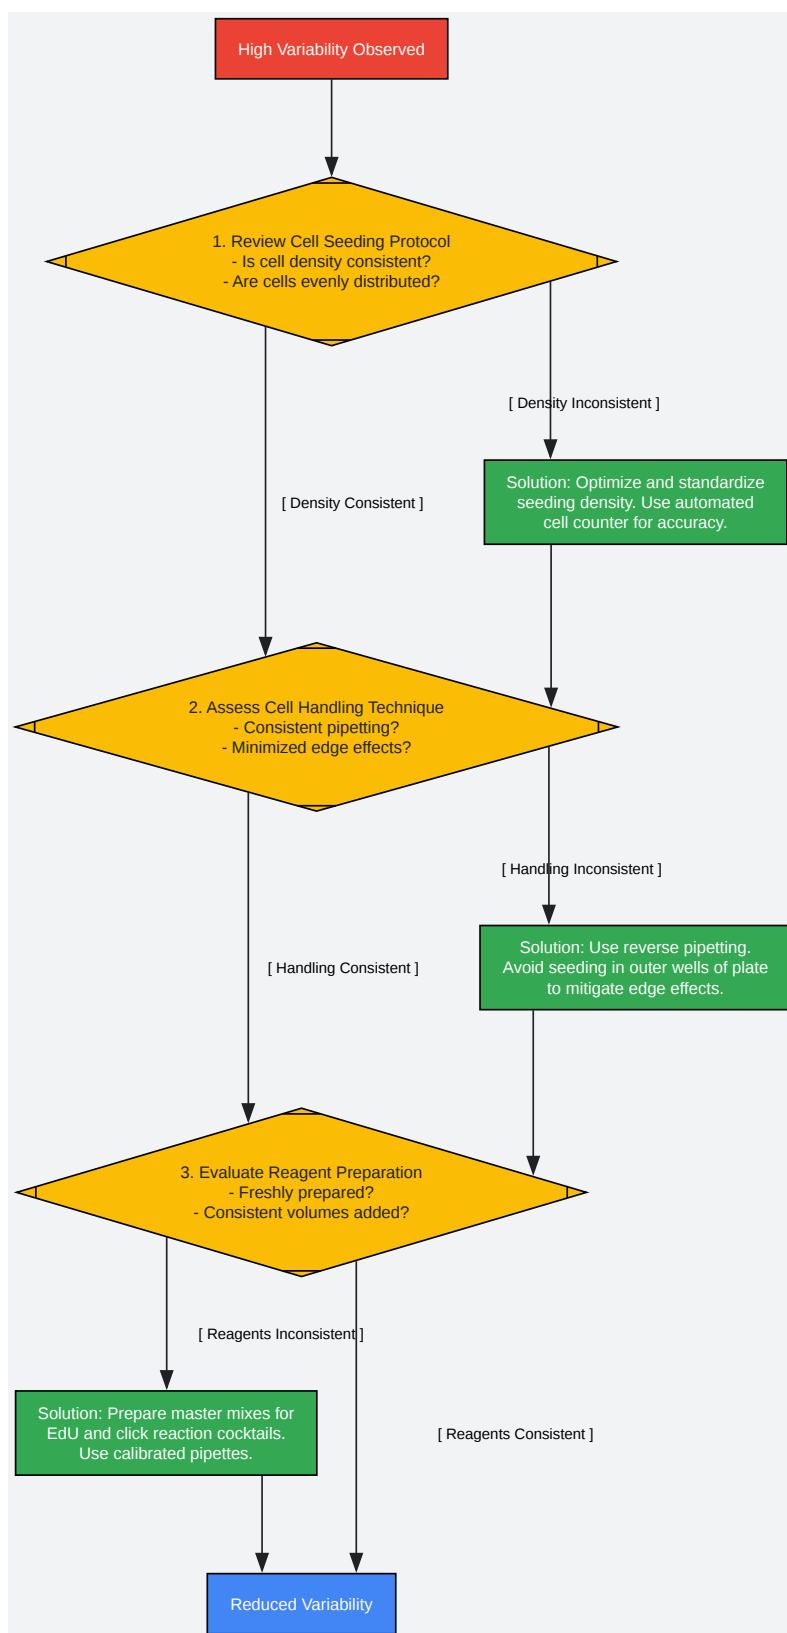 High Variability Observed
1. Review Cell Seeding Protocol
- Is cell density consistent?
- Are cells evenly distributed?
[ Density Inconsistent ]
[ Density Consistent ]
Solution: Optimize and standardize
seeding density. Use automated
cell counter for accuracy.
2. Assess Cell Handling Technique
- Consistent pipetting?
- Minimized edge effects?
[ Handling Inconsistent ]
[ Handling Consistent ]
Solution: Use reverse pipetting.
Avoid seeding in outer wells of plate
to mitigate edge effects.
3. Evaluate Reagent Preparation
- Freshly prepared?
- Consistent volumes added?
[ Reagents Inconsistent ]
[ Reagents Consistent ]
Solution: Prepare master mixes for
EdU and click reaction cocktails.
Use calibrated pipettes.
Reduced Variability